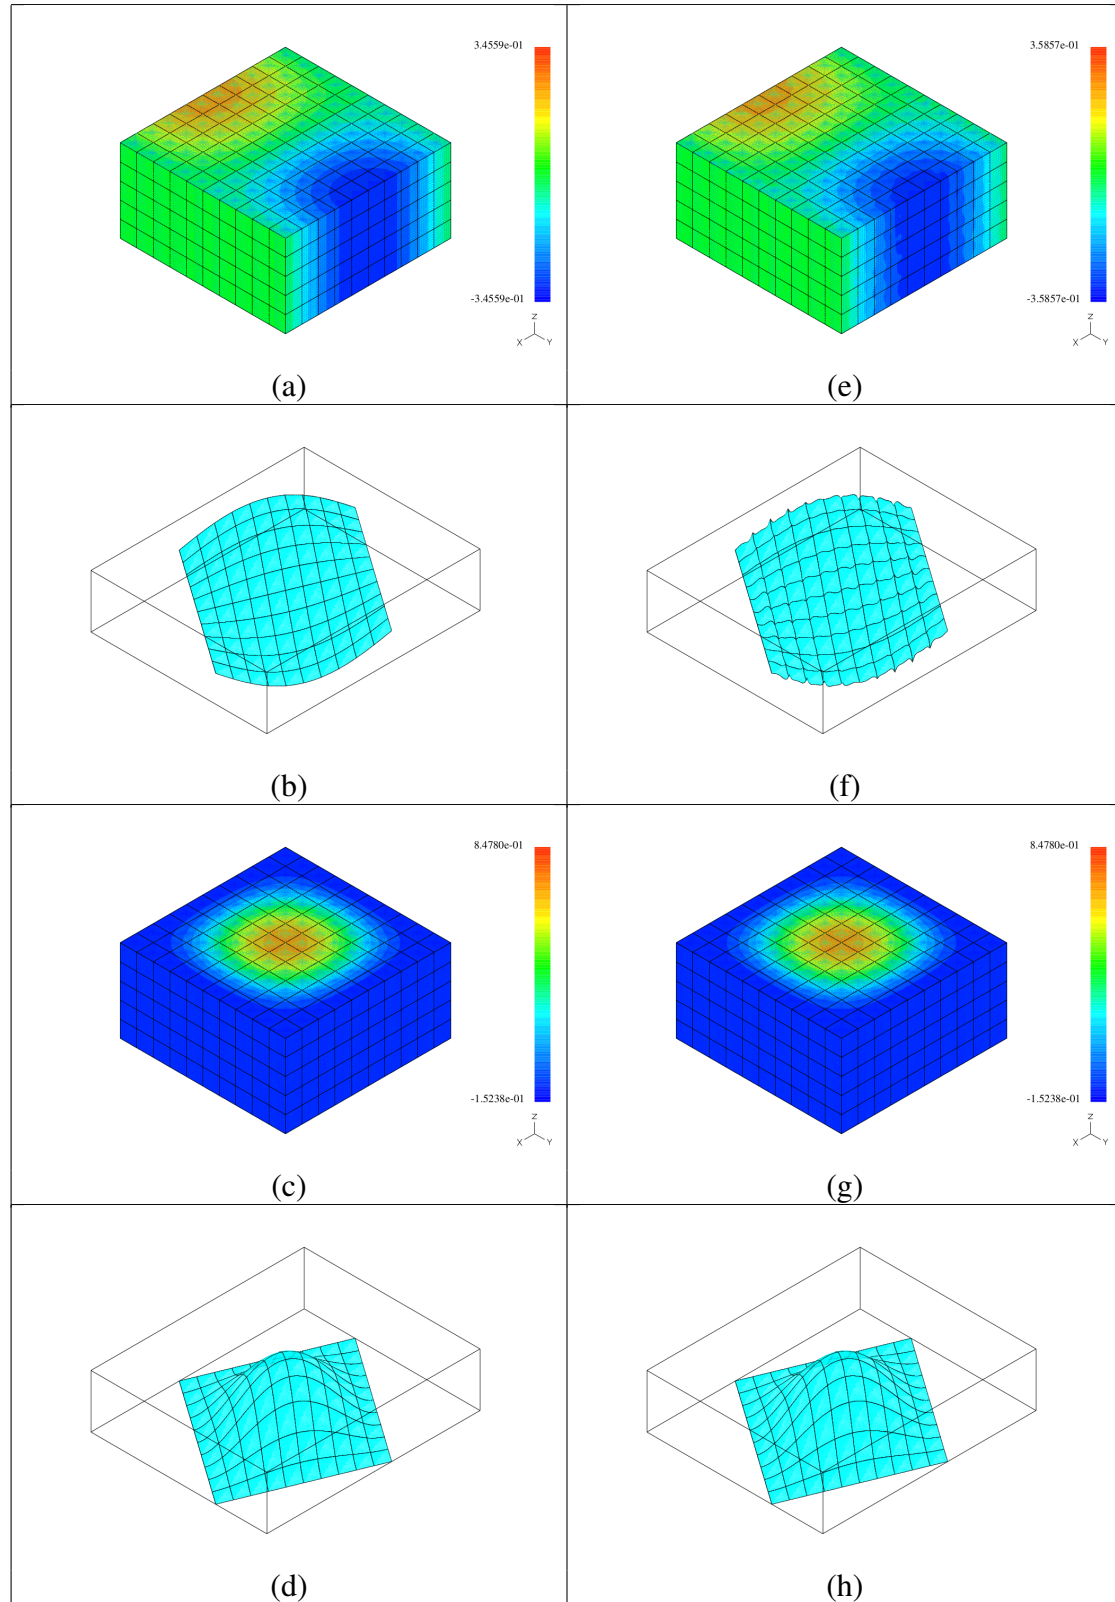 3.4559e-01
-3.4559e-01
Z
X Y
(a)
3.5857e-01
-3.5857e-01
Z
X Y
(e)
(b)
(f)
8.4780e-01
-1.5238e-01
Z
X Y
(c)
8.4780e-01
-1.5238e-01
Z
X Y
(g)
(d)
(h)